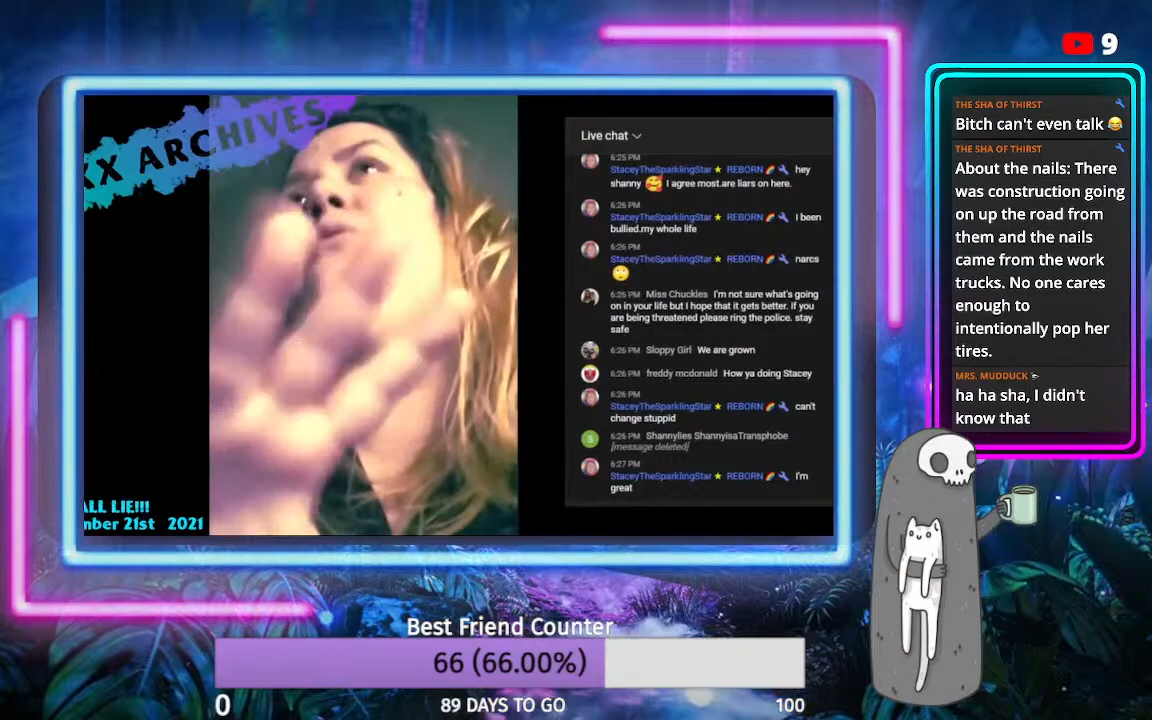 9
XX ARCHIVES
ALL LIE!!!
nber 21st 2021
Live chat
6:25 PM
StaceyTheSparklingStar ★ REBORN 🌈 🔧 hey
shanny 🥰 I agree most.are liars on here.
6:26 PM
StaceyTheSparklingStar ★ REBORN 🌈 🔧 I been
bullied.my whole life
6:26 PM
StaceyTheSparklingStar ★ REBORN 🌈 🔧 narcs
🙄
6:26 PM Miss Chuckles I'm not sure what's going
on in your life but I hope that it gets better. if you
are being threatened please ring the police. stay
safe
6:26 PM Sloppy Girl We are grown
6:26 PM freddy mcdonald How ya doing Stacey
6:26 PM
StaceyTheSparklingStar ★ REBORN 🌈 🔧 can't
change stuppid
S
6:26 PM Shannylies ShannyisaTransphobe
[message deleted]
6:27 PM
StaceyTheSparklingStar ★ REBORN 🌈 🔧 I'm
great
THE SHA OF THIRST
Bitch can't even talk 😂
THE SHA OF THIRST
About the nails: There
was construction going
on up the road from
them and the nails
came from the work
trucks. No one cares
enough to
intentionally pop her
tires.
MRS. MUDDUCK
ha ha sha, I didn't
know that
Best Friend Counter
66 (66.00%)
0
89 DAYS TO GO
100